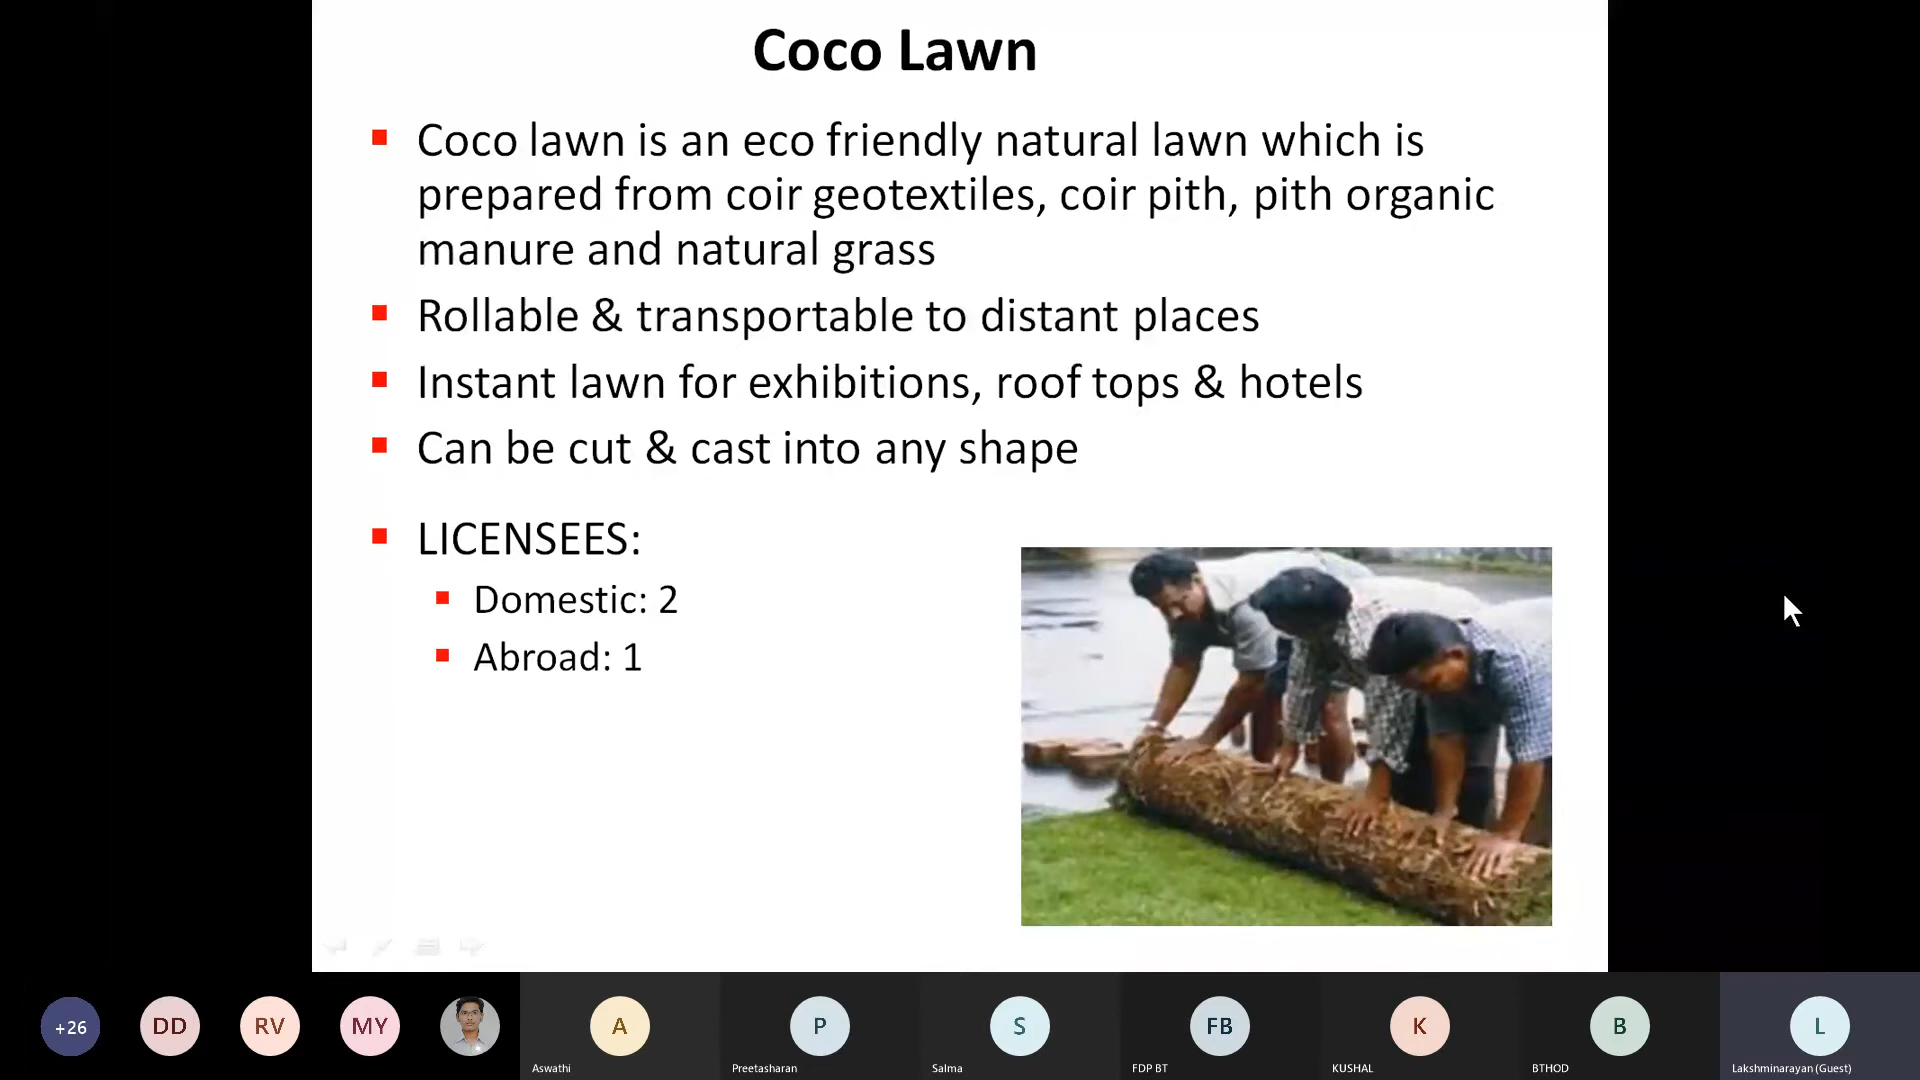 Coco Lawn
Coco lawn is an eco friendly natural lawn which is
prepared from coir geotextiles, coir pith, pith organic
manure and natural grass
Rollable & transportable to distant places
Instant lawn for exhibitions, roof tops & hotels
Can be cut & cast into any shape
LICENSEES:
Domestic: 2
Abroad: 1
+26
DD
RV
MY
A
P
S
FB
K
B
L
Aswathi
Preetasharan
Salma
FDP BT
KUSHAL
BTHOD
Lakshminarayan (Guest)